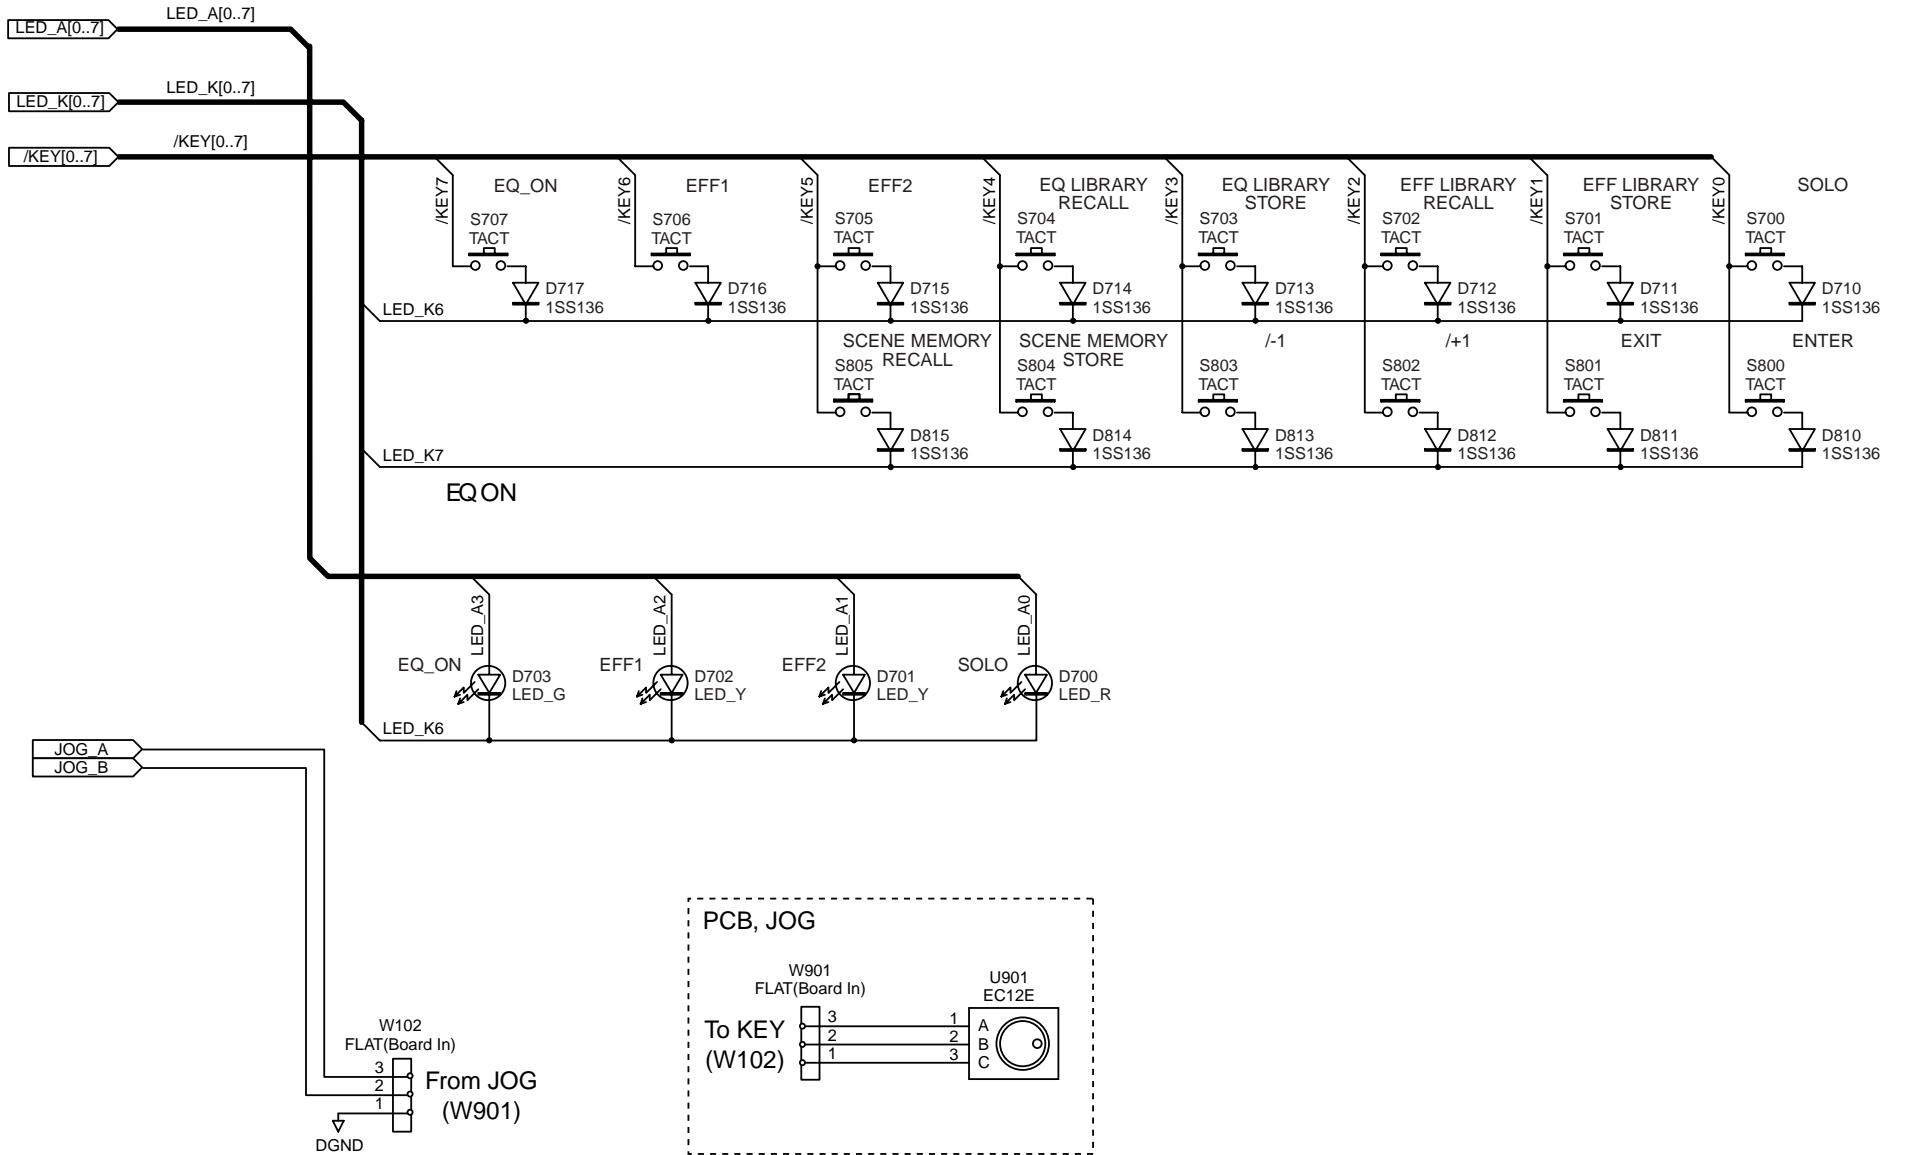 LED_A[0..7]
LED_A[0..7]
LED_K[0..7]
LED_K[0..7]
/KEY[0..7]
/KEY[0..7]
/KEY7
EQ_ON
/KEY6
EFF1
/KEY5
EFF2
/KEY4
EQ LIBRARY
RECALL
/KEY3
EQ LIBRARY
STORE
/KEY2
EFF LIBRARY
RECALL
/KEY1
EFF LIBRARY
STORE
/KEY0
SOLO
S707
TACT
S706
TACT
S705
TACT
S704
TACT
S703
TACT
S702
TACT
S701
TACT
S700
TACT
D717
1SS136
D716
1SS136
D715
1SS136
D714
1SS136
D713
1SS136
D712
1SS136
D711
1SS136
D710
1SS136
LED_K6
SCENE MEMORY
RECALL
SCENE MEMORY
STORE
/-1
/+1
EXIT
ENTER
S805
TACT
S804
TACT
S803
TACT
S802
TACT
S801
TACT
S800
TACT
D815
1SS136
D814
1SS136
D813
1SS136
D812
1SS136
D811
1SS136
D810
1SS136
LED_K7
EQ ON
LED_A3
LED_A2
LED_A1
LED_A0
EQ_ON
D703
LED_G
EFF1
D702
LED_Y
EFF2
D701
LED_Y
SOLO
D700
LED_R
LED_K6
JOG_A
JOG_B
W102
FLAT(Board In)
3
2
1
From JOG
(W901)
DGND
PCB, JOG
W901
FLAT(Board In)
To KEY
(W102)
3
2
1
U901
EC12E
1
2
3
A
B
C